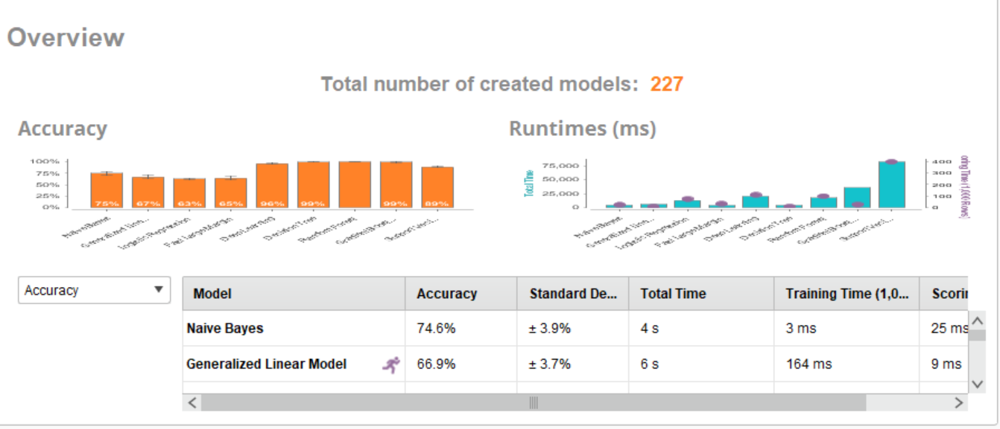 Overview
Total number of created models: 227
Accuracy
100%
75%
50%
25%
0%
75% 67% 63% 65% 96% 99% 99% 89%
Naive Bayes
Generalized Line...
Logistic Regression
Fast Large Margin
Deep Learning
Decision Tree
Random Forest
Gradient Boos...
Support Vect...
Runtimes (ms)
Total Time
75,000
50,000
25,000
0
400
300
200
100
0
oring Time (1,000 Rows)
Naive Bayes
Generalized Line...
Logistic Regression
Fast Large Margin
Deep Learning
Decision Tree
Random Forest
Gradient Boos...
Support Vect...
Accuracy
Model Accuracy Standard De... Total Time Training Time (1,0... Scorin
Naive Bayes 74.6% ± 3.9% 4 s 3 ms 25 ms
Generalized Linear Model 66.9% ± 3.7% 6 s 164 ms 9 ms